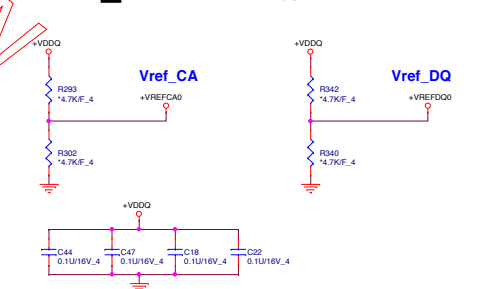 +VDDQ
Vref_CA
R293
*4.7K/F_4
+VREFCA0
R302
*4.7K/F_4
+VDDQ
Vref_DQ
R342
*4.7K/F_4
+VREFDQ0
R340
*4.7K/F_4
+VDDQ
C44
0.1U/16V_4
C47
0.1U/16V_4
C18
0.1U/16V_4
C22
0.1U/16V_4